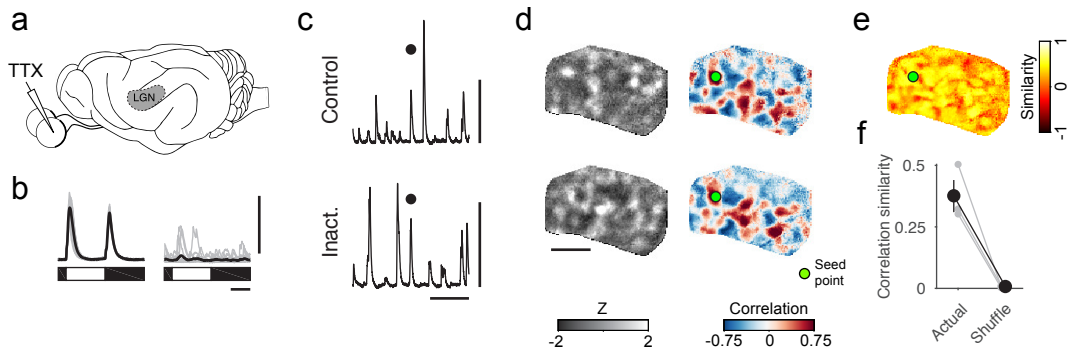 a
TTX
LGN
b
c
Control
Inact.
d
Seed
point
Z
-2
2
Correlation
-0.75
0
0.75
e
Similarity
1
0
-1
f
Correlation similarity
0.5
0.25
0
Actual
Shuffle